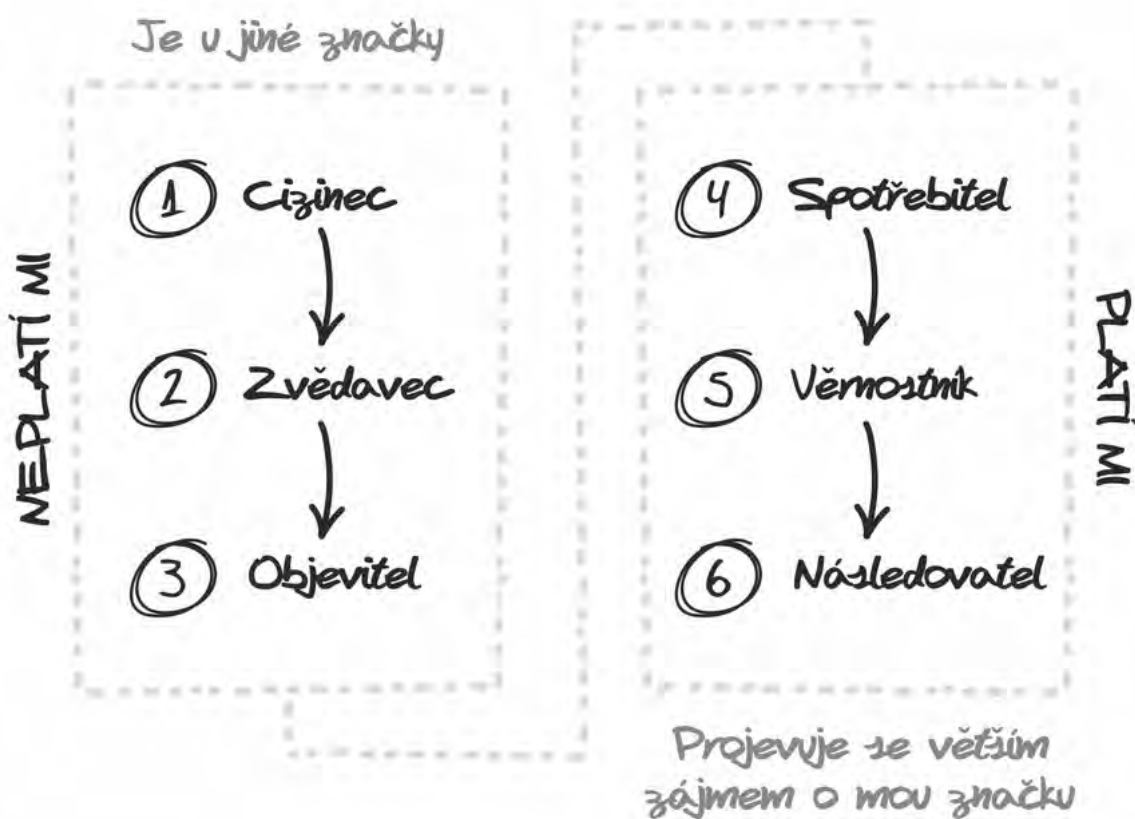 Je u jiné značky
NEPLATÍ MI
1 Cizinec
2 Zvědavec
3 Objevitel
4 Spotřebitel
5 Věrnostník
6 Následovatel
PLATÍ MI
Projevuje se větším
zájmem o mou značku